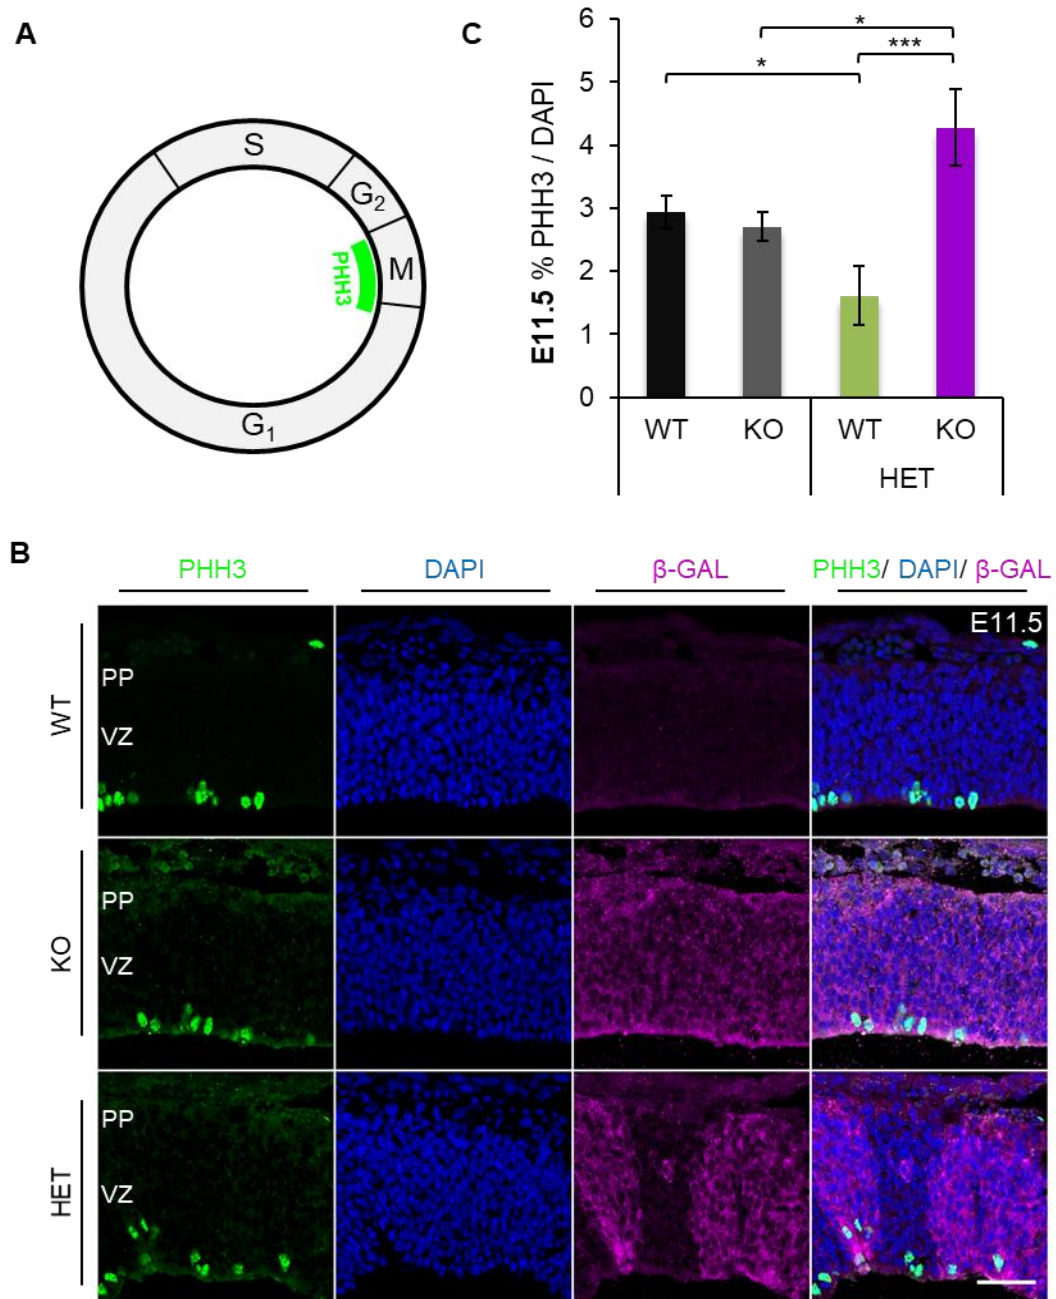 A
S
G2
M
PHH3
G1
C
E11.5 % PHH3 / DAPI
6
5
4
3
2
1
0
*
***
*
WT
KO
WT
KO
HET
B
PHH3
DAPI
β-GAL
PHH3/ DAPI/ β-GAL
E11.5
WT
PP
VZ
KO
PP
VZ
HET
PP
VZ